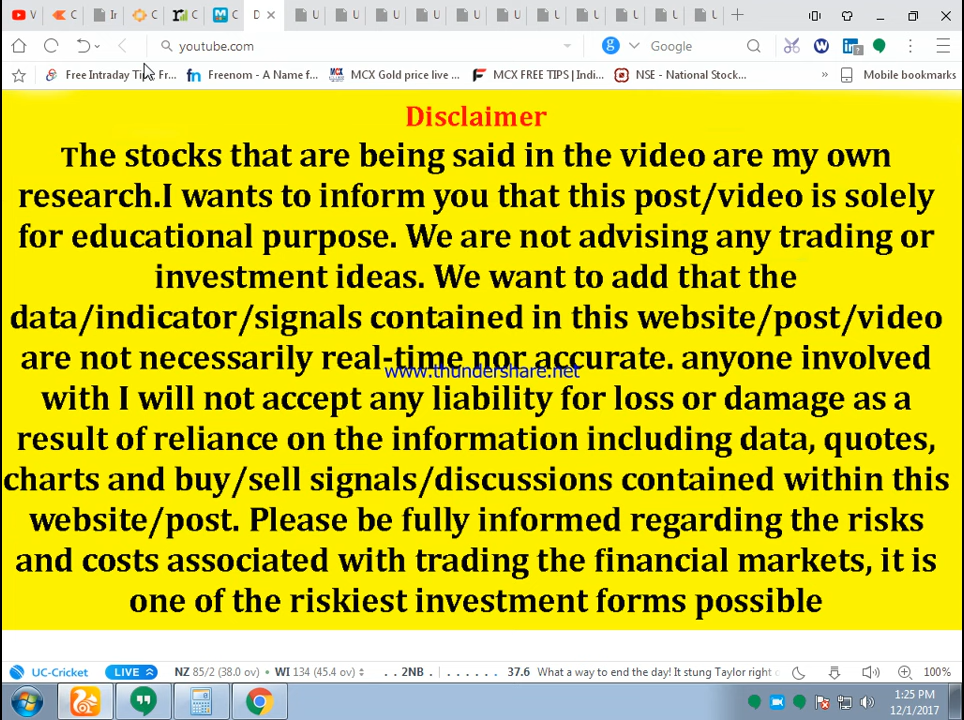 C
Ir
C
C
D
U
U
U
U
U
U
U
U
U
U
U
youtube.com
Google
Free Intraday Tips Fr...
Freenom - A Name f...
MCX Gold price live ...
MCX FREE TIPS | Indi...
NSE - National Stock...
»
Mobile bookmarks
Disclaimer
The stocks that are being said in the video are my own
research.I wants to inform you that this post/video is solely
for educational purpose. We are not advising any trading or
investment ideas. We want to add that the
data/indicator/signals contained in this website/post/video
are not necessarily real-time nor accurate. anyone involved
www.thundershare.net
with I will not accept any liability for loss or damage as a
result of reliance on the information including data, quotes,
charts and buy/sell signals/discussions contained within this
website/post. Please be fully informed regarding the risks
and costs associated with trading the financial markets, it is
one of the riskiest investment forms possible
UC-Cricket LIVE NZ 85/2 (38.0 ov) • WI 134 (45.4 ov) . . 2NB . . . . . . . 37.6 What a way to end the day! It stung Taylor right 100%
1:25 PM
12/1/2017